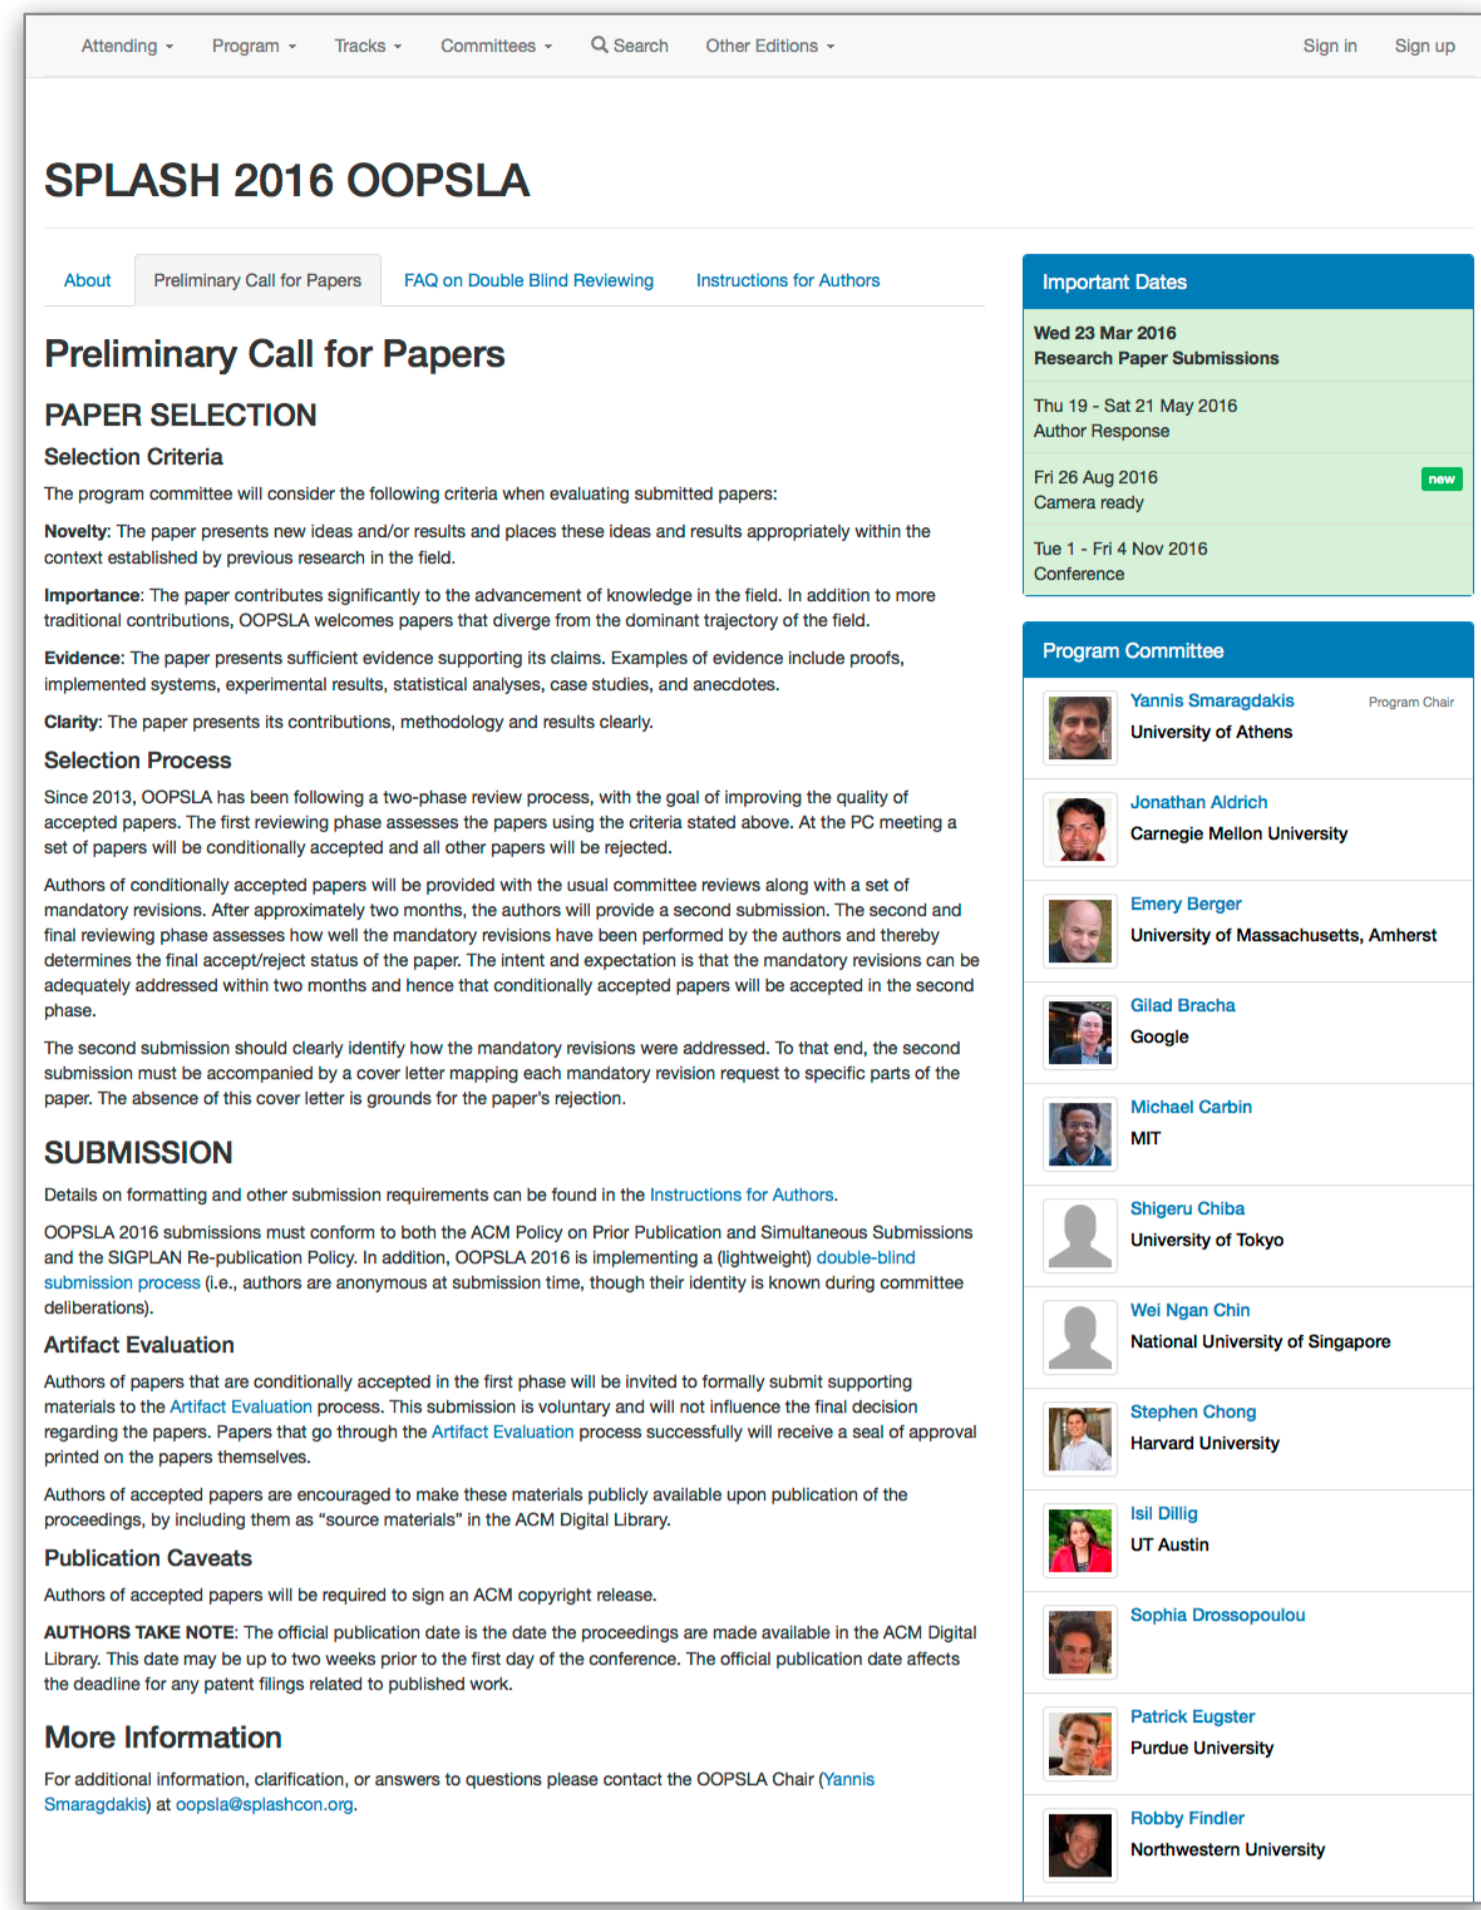 Attending Program Tracks Committees Search Other Editions Sign in Sign up
SPLASH 2016 OOPSLA
About Preliminary Call for Papers FAQ on Double Blind Reviewing Instructions for Authors
Preliminary Call for Papers
PAPER SELECTION
Selection Criteria
The program committee will consider the following criteria when evaluating submitted papers:
Novelty: The paper presents new ideas and/or results and places these ideas and results appropriately within the
context established by previous research in the field.
Importance: The paper contributes significantly to the advancement of knowledge in the field. In addition to more
traditional contributions, OOPSLA welcomes papers that diverge from the dominant trajectory of the field.
Evidence: The paper presents sufficient evidence supporting its claims. Examples of evidence include proofs,
implemented systems, experimental results, statistical analyses, case studies, and anecdotes.
Clarity: The paper presents its contributions, methodology and results clearly.
Selection Process
Since 2013, OOPSLA has been following a two-phase review process, with the goal of improving the quality of
accepted papers. The first reviewing phase assesses the papers using the criteria stated above. At the PC meeting a
set of papers will be conditionally accepted and all other papers will be rejected.
Authors of conditionally accepted papers will be provided with the usual committee reviews along with a set of
mandatory revisions. After approximately two months, the authors will provide a second submission. The second and
final reviewing phase assesses how well the mandatory revisions have been performed by the authors and thereby
determines the final accept/reject status of the paper. The intent and expectation is that the mandatory revisions can be
adequately addressed within two months and hence that conditionally accepted papers will be accepted in the second
phase.
The second submission should clearly identify how the mandatory revisions were addressed. To that end, the second
submission must be accompanied by a cover letter mapping each mandatory revision request to specific parts of the
paper. The absence of this cover letter is grounds for the paper's rejection.
SUBMISSION
Details on formatting and other submission requirements can be found in the Instructions for Authors.
OOPSLA 2016 submissions must conform to both the ACM Policy on Prior Publication and Simultaneous Submissions
and the SIGPLAN Re-publication Policy. In addition, OOPSLA 2016 is implementing a (lightweight) double-blind
submission process (i.e., authors are anonymous at submission time, though their identity is known during committee
deliberations).
Artifact Evaluation
Authors of papers that are conditionally accepted in the first phase will be invited to formally submit supporting
materials to the Artifact Evaluation process. This submission is voluntary and will not influence the final decision
regarding the papers. Papers that go through the Artifact Evaluation process successfully will receive a seal of approval
printed on the papers themselves.
Authors of accepted papers are encouraged to make these materials publicly available upon publication of the
proceedings, by including them as “source materials” in the ACM Digital Library.
Publication Caveats
Authors of accepted papers will be required to sign an ACM copyright release.
AUTHORS TAKE NOTE: The official publication date is the date the proceedings are made available in the ACM Digital
Library. This date may be up to two weeks prior to the first day of the conference. The official publication date affects
the deadline for any patent filings related to published work.
More Information
For additional information, clarification, or answers to questions please contact the OOPSLA Chair (Yannis
Smaragdakis) at oopsla@splashcon.org.
Important Dates
Wed 23 Mar 2016
Research Paper Submissions
Thu 19 - Sat 21 May 2016
Author Response
Fri 26 Aug 2016 new
Camera ready
Tue 1 - Fri 4 Nov 2016
Conference
Program Committee
Yannis Smaragdakis Program Chair
University of Athens
Jonathan Aldrich
Carnegie Mellon University
Emery Berger
University of Massachusetts, Amherst
Gilad Bracha
Google
Michael Carbin
MIT
Shigeru Chiba
University of Tokyo
Wei Ngan Chin
National University of Singapore
Stephen Chong
Harvard University
Isil Dillig
UT Austin
Sophia Drossopoulou
Patrick Eugster
Purdue University
Robby Findler
Northwestern University